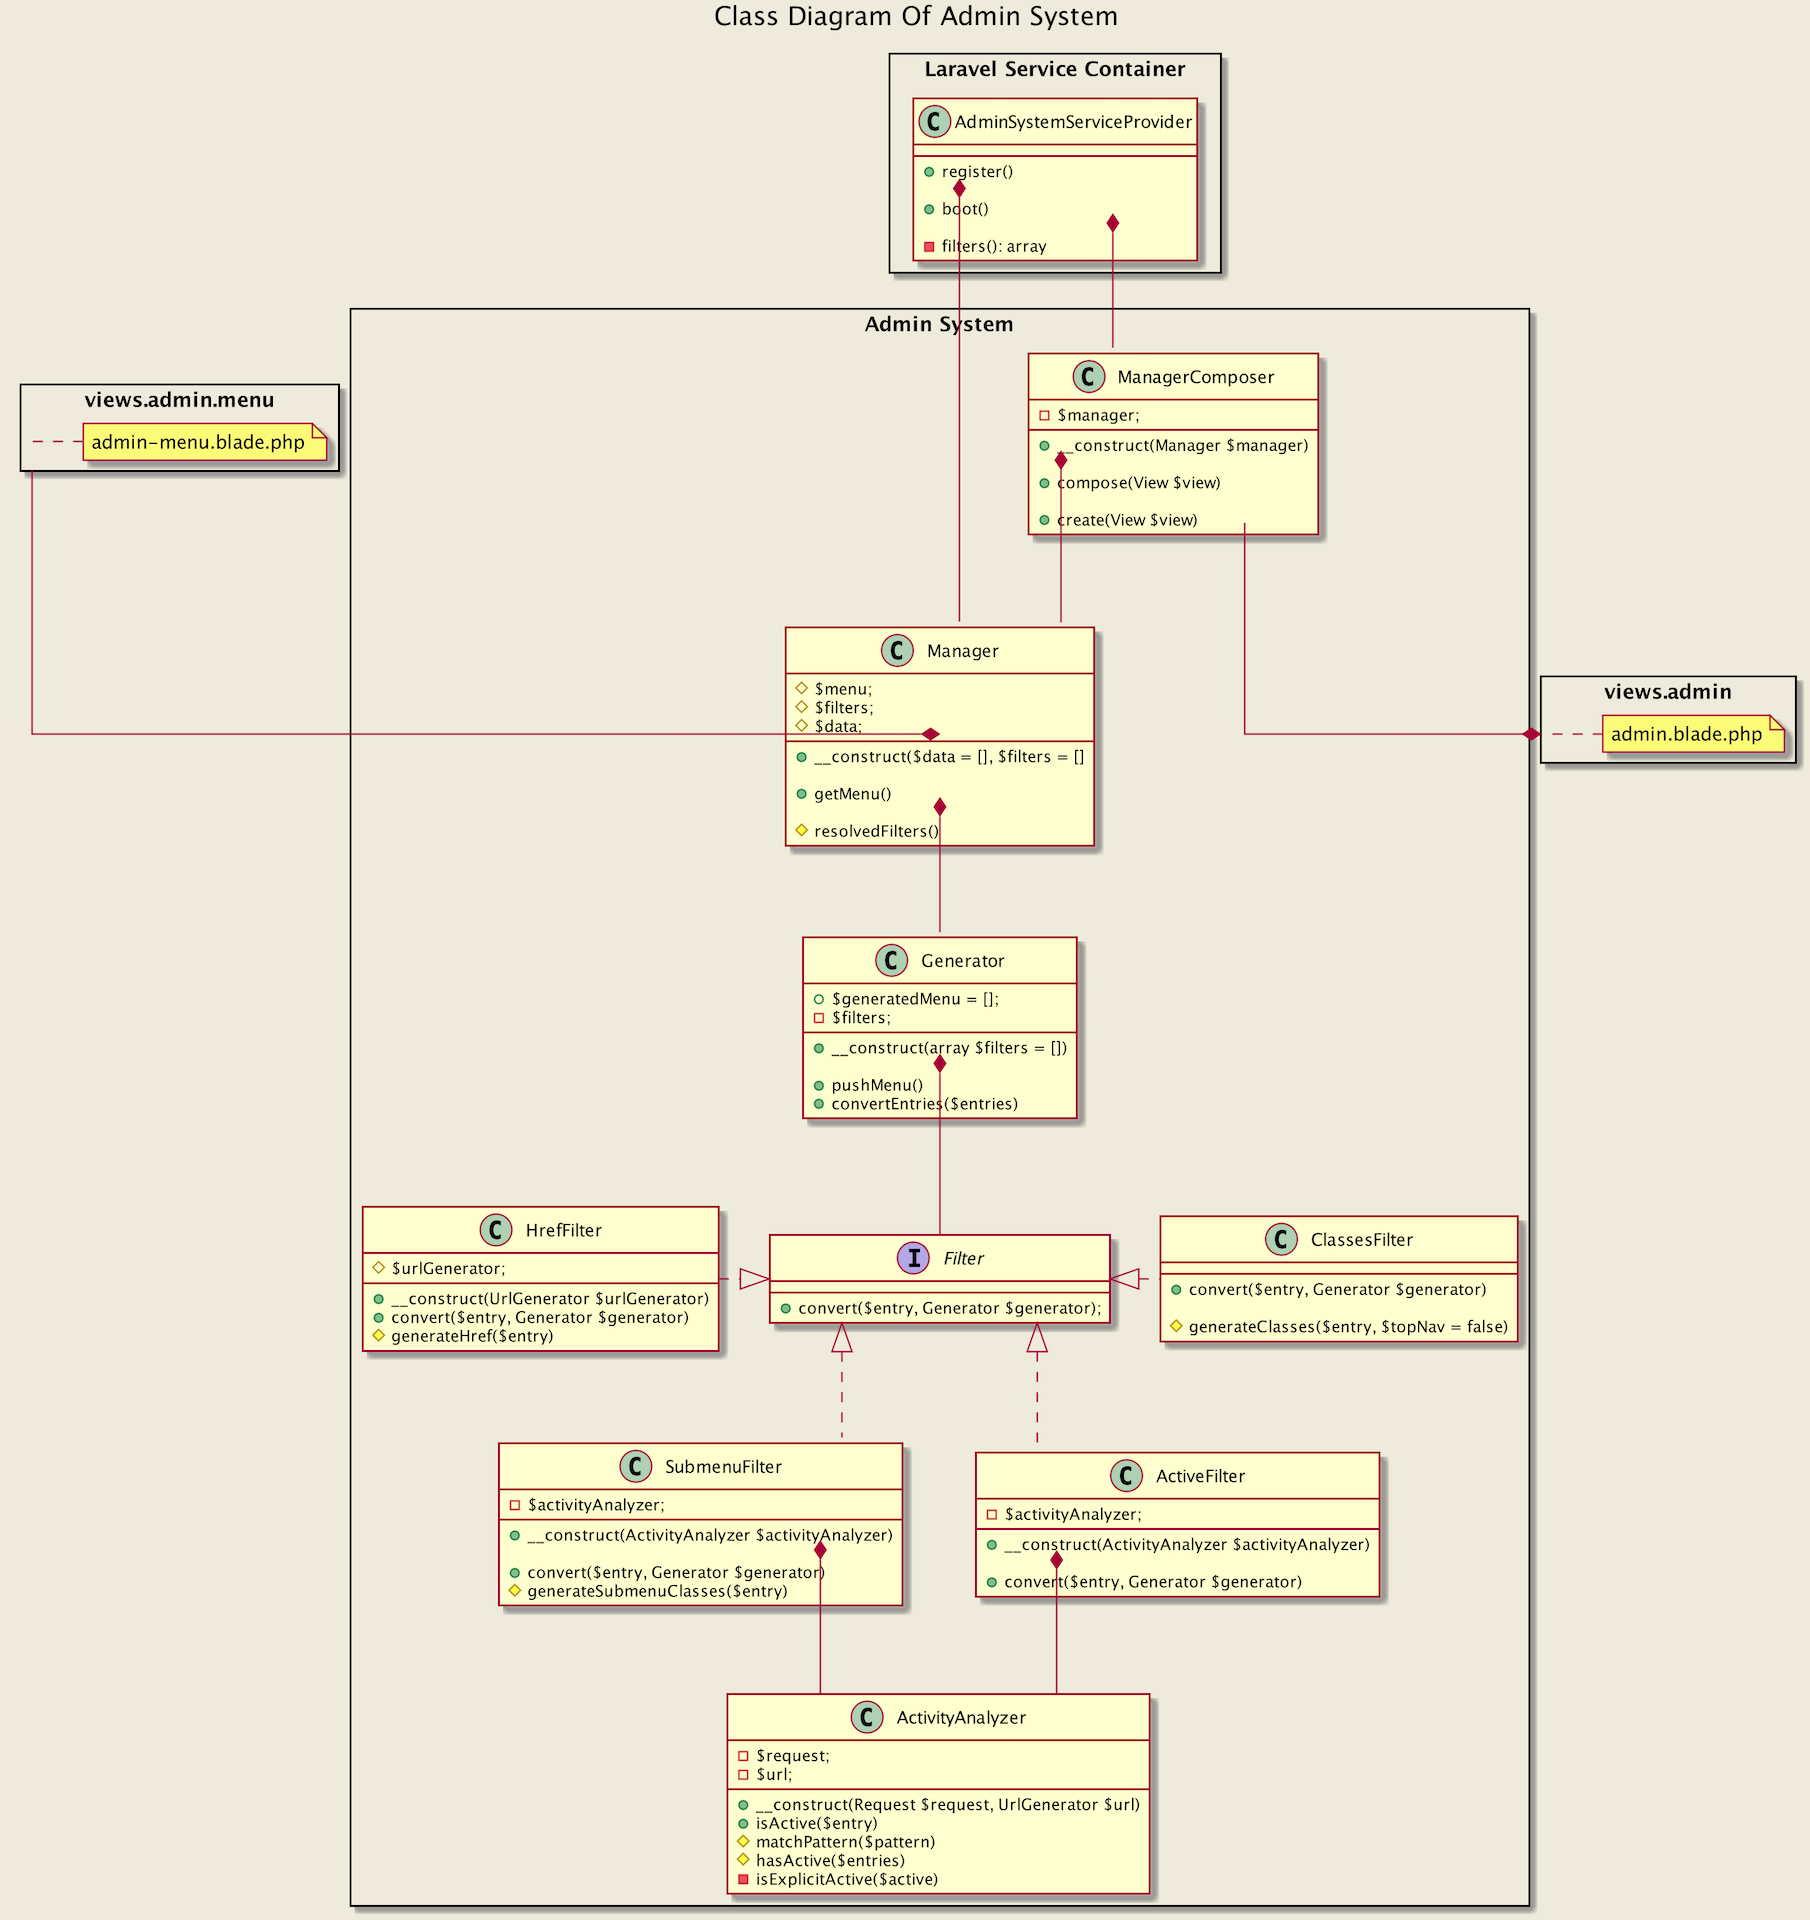 Class Diagram Of Admin System
Laravel Service Container
C AdminSystemServiceProvider
register()
boot()
filters(): array
Admin System
C ManagerComposer
$manager;
__construct(Manager $manager)
compose(View $view)
create(View $view)
views.admin.menu
admin-menu.blade.php
C Manager
$menu;
$filters;
$data;
__construct($data = [], $filters = []
getMenu()
resolvedFilters()
views.admin
admin.blade.php
C Generator
$generatedMenu = [];
$filters;
__construct(array $filters = [])
pushMenu()
convertEntries($entries)
C HrefFilter
$urlGenerator;
__construct(UrlGenerator $urlGenerator)
convert($entry, Generator $generator)
generateHref($entry)
I Filter
convert($entry, Generator $generator);
C ClassesFilter
convert($entry, Generator $generator)
generateClasses($entry, $topNav = false)
C SubmenuFilter
$activityAnalyzer;
__construct(ActivityAnalyzer $activityAnalyzer)
convert($entry, Generator $generator)
generateSubmenuClasses($entry)
C ActiveFilter
$activityAnalyzer;
__construct(ActivityAnalyzer $activityAnalyzer)
convert($entry, Generator $generator)
C ActivityAnalyzer
$request;
$url;
__construct(Request $request, UrlGenerator $url)
isActive($entry)
matchPattern($pattern)
hasActive($entries)
isExplicitActive($active)